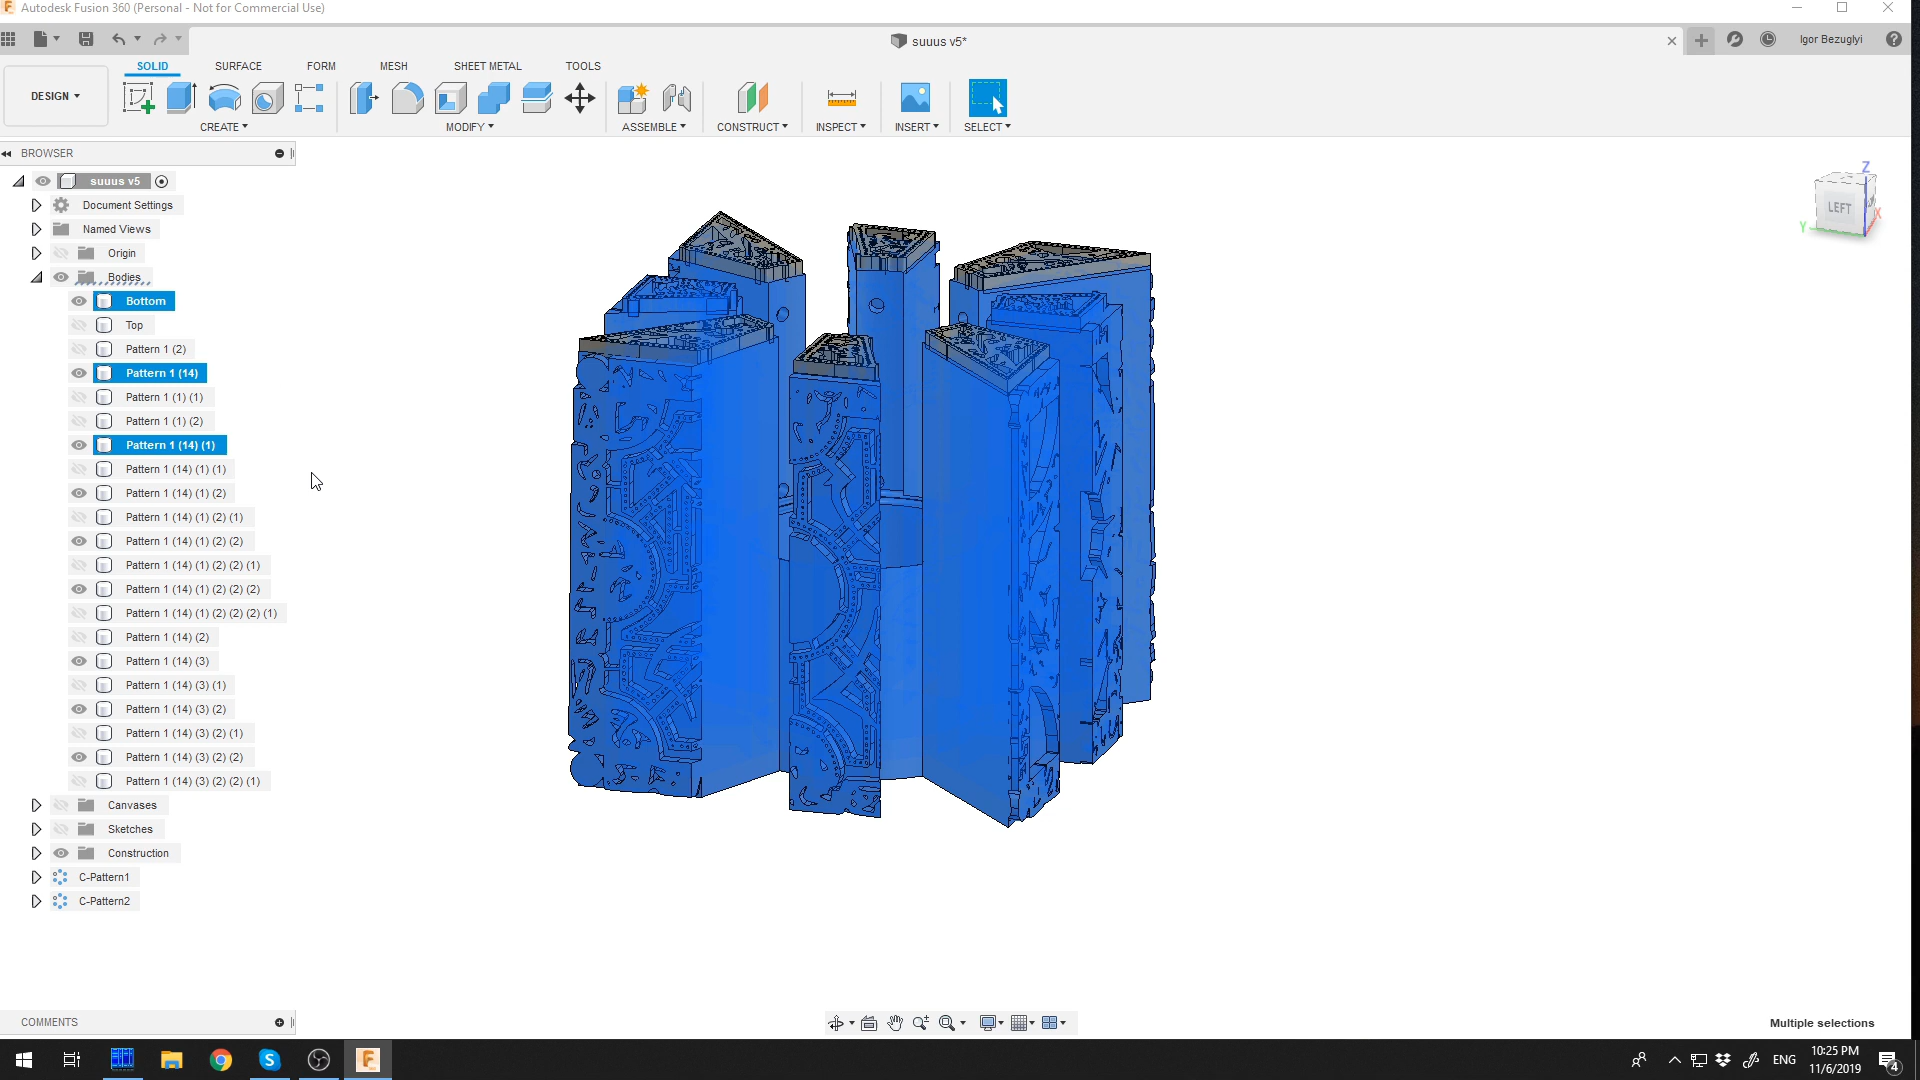 Autodesk Fusion 360 (Personal - Not for Commercial Use)
suuus v5*
Igor Bezuglyi
SOLID SURFACE FORM MESH SHEET METAL TOOLS
DESIGN
CREATE MODIFY ASSEMBLE CONSTRUCT INSPECT INSERT SELECT
BROWSER
suuus v5
Document Settings
Named Views
Origin
Bodies
Bottom
Top
Pattern 1 (2)
Pattern 1 (14)
Pattern 1 (1) (1)
Pattern 1 (1) (2)
Pattern 1 (14) (1)
Pattern 1 (14) (1) (1)
Pattern 1 (14) (1) (2)
Pattern 1 (14) (1) (2) (1)
Pattern 1 (14) (1) (2) (2)
Pattern 1 (14) (1) (2) (2) (1)
Pattern 1 (14) (1) (2) (2) (2)
Pattern 1 (14) (1) (2) (2) (2) (1)
Pattern 1 (14) (2)
Pattern 1 (14) (3)
Pattern 1 (14) (3) (1)
Pattern 1 (14) (3) (2)
Pattern 1 (14) (3) (2) (1)
Pattern 1 (14) (3) (2) (2)
Pattern 1 (14) (3) (2) (2) (1)
Canvases
Sketches
Construction
C-Pattern1
C-Pattern2
Z
LEFT
X
Y
COMMENTS
Multiple selections
ENG
10:25 PM
11/6/2019
4